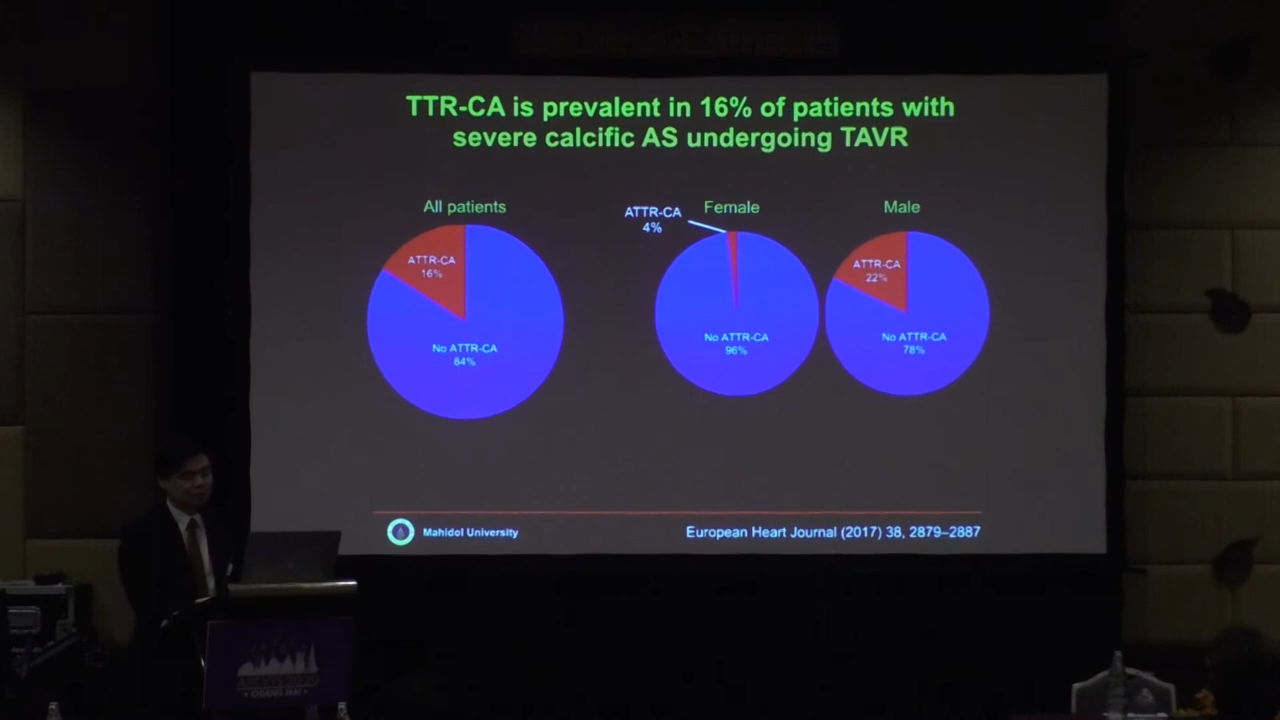 TTR-CA is prevalent in 16% of patients with
severe calcific AS undergoing TAVR
All patients
ATTR-CA
16%
No ATTR-CA
84%
ATTR-CA
4%
Female
No ATTR-CA
96%
Male
ATTR-CA
22%
No ATTR-CA
78%
Mahidol University
European Heart Journal (2017) 38, 2879–2887
CHIANG MAI